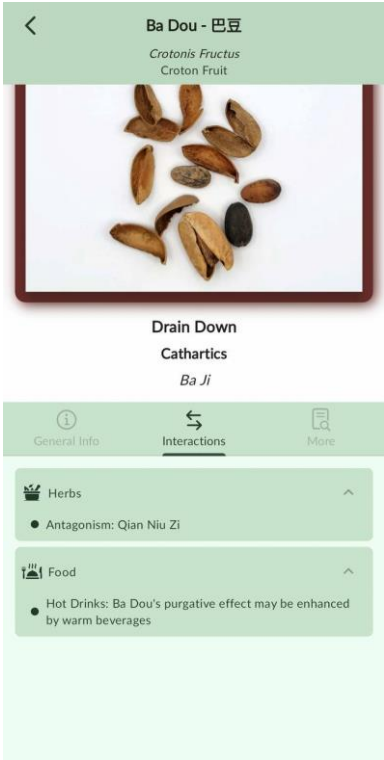 Ba Dou - 巴豆
Crotonis Fructus
Croton Fruit
Drain Down
Cathartics
Ba Ji
General Info
Interactions
More
Herbs
Antagonism: Qian Niu Zi
Food
Hot Drinks: Ba Dou's purgative effect may be enhanced
by warm beverages